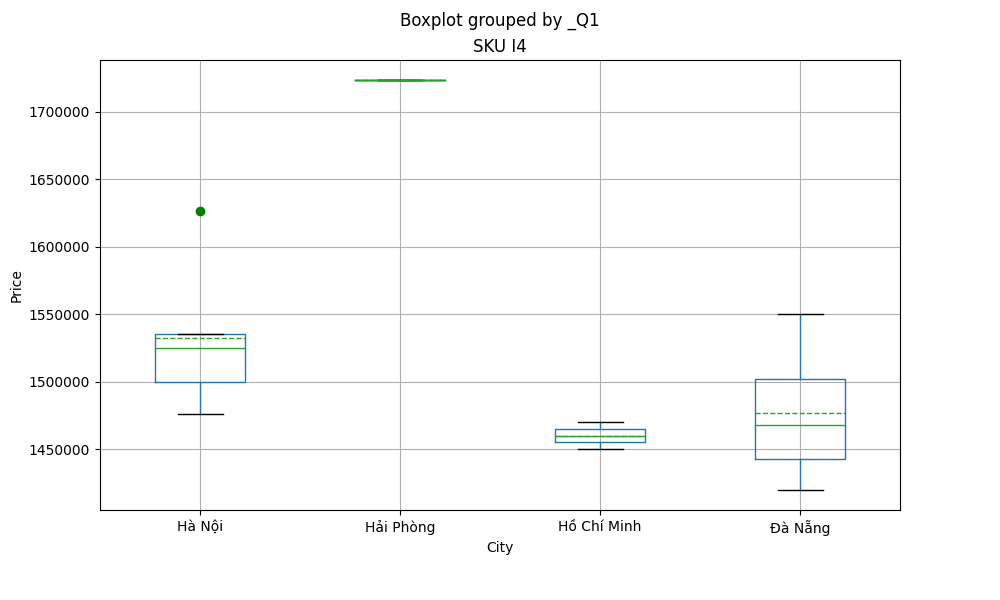 Boxplot grouped by _Q1
SKU I4
1700000
1650000
1600000
1550000
1500000
1450000
Price
Hà Nội
Hải Phòng
Hồ Chí Minh
Đà Nẵng
City